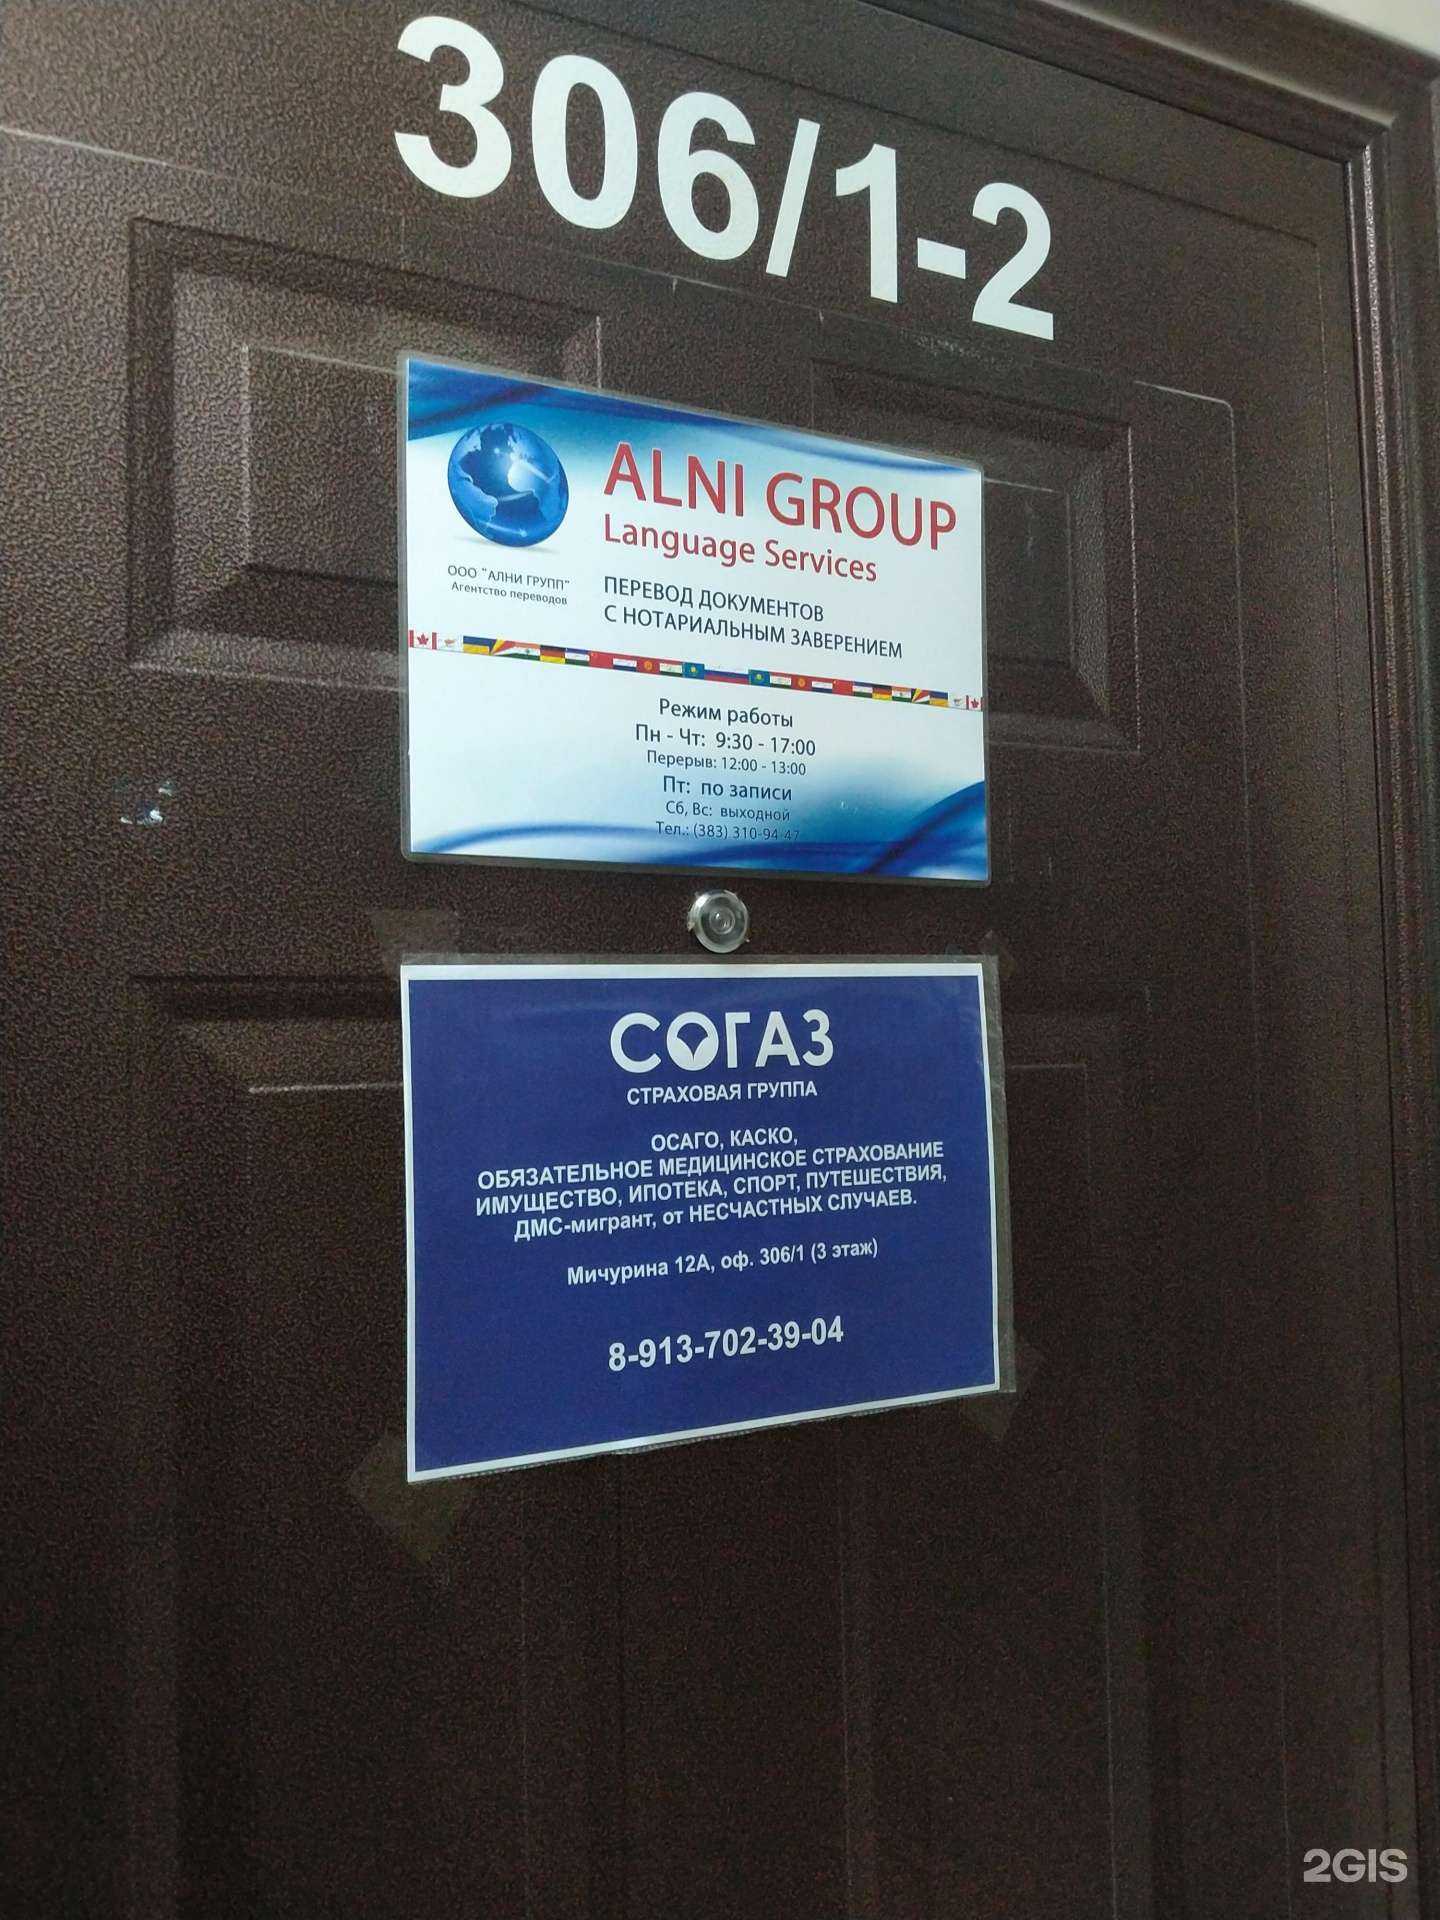 306/1-2
ALNI GROUP
Language Services
ООО "АЛНИ ГРУПП"
Агентство переводов
ПЕРЕВОД ДОКУМЕНТОВ
С НОТАРИАЛЬНЫМ ЗАВЕРЕНИЕМ
Режим работы
Пн - Чт: 9:30 - 17:00
Перерыв: 12:00 - 13:00
Пт: по записи
Сб, Вс: выходной
Тел.: (383) 310-94-47
СОГАЗ
СТРАХОВАЯ ГРУППА
ОСАГО, КАСКО,
ОБЯЗАТЕЛЬНОЕ МЕДИЦИНСКОЕ СТРАХОВАНИЕ
ИМУЩЕСТВО, ИПОТЕКА, СПОРТ, ПУТЕШЕСТВИЯ,
ДМС-мигрант, от НЕСЧАСТНЫХ СЛУЧАЕВ.
Мичурина 12А, оф. 306/1 (3 этаж)
8-913-702-39-04
2GIS